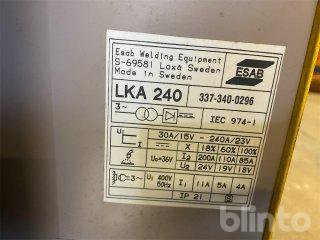 Esab Welding Equipment
S-69581 Laxå Sweden
Made in Sweden
ESAB
LKA 240
337-340-0296
3~
IEC 974-1
30A/15V - 240A/23V
X 18% 60% 100%
U₀=36V
I₂ 200A 110A 85A
U₂ 24V 19V 18V
3~
U₁ 400V
50Hz
I₁ 11A 5A 4A
IP 21
S
blinto